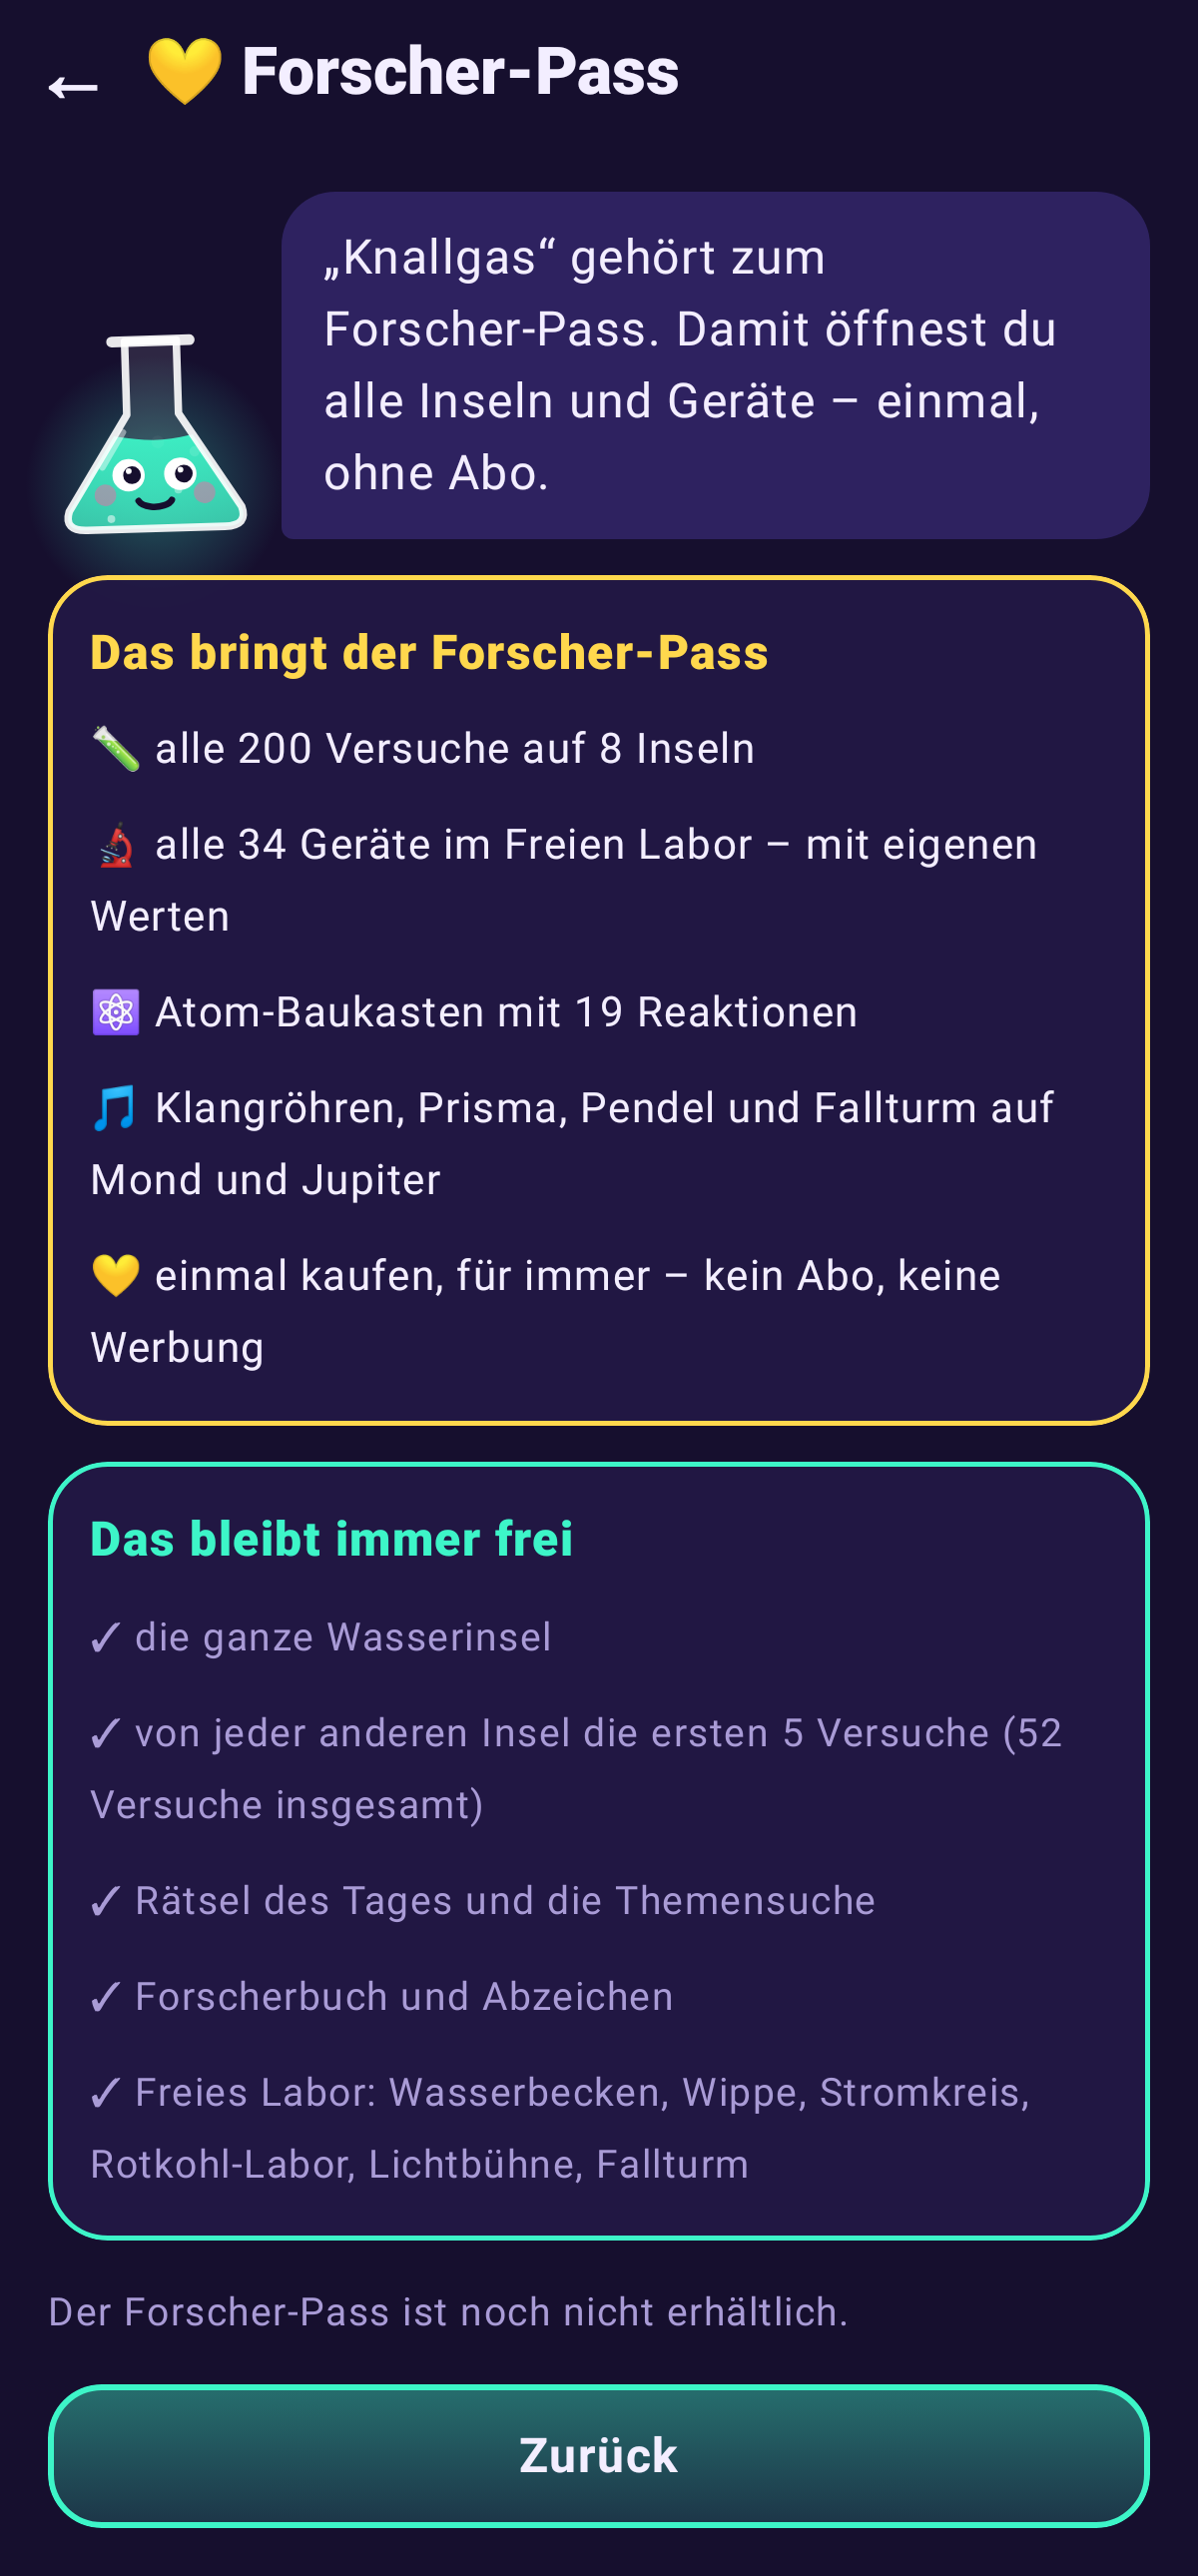 ← 💛 Forscher-Pass
„Knallgas“ gehört zum
Forscher-Pass. Damit öffnest du
alle Inseln und Geräte – einmal,
ohne Abo.
Das bringt der Forscher-Pass
🧪 alle 200 Versuche auf 8 Inseln
🔬 alle 34 Geräte im Freien Labor – mit eigenen
Werten
⚛️ Atom-Baukasten mit 19 Reaktionen
🎵 Klangröhren, Prisma, Pendel und Fallturm auf
Mond und Jupiter
💛 einmal kaufen, für immer – kein Abo, keine
Werbung
Das bleibt immer frei
✓ die ganze Wasserinsel
✓ von jeder anderen Insel die ersten 5 Versuche (52
Versuche insgesamt)
✓ Rätsel des Tages und die Themensuche
✓ Forscherbuch und Abzeichen
✓ Freies Labor: Wasserbecken, Wippe, Stromkreis,
Rotkohl-Labor, Lichtbühne, Fallturm
Der Forscher-Pass ist noch nicht erhältlich.
Zurück